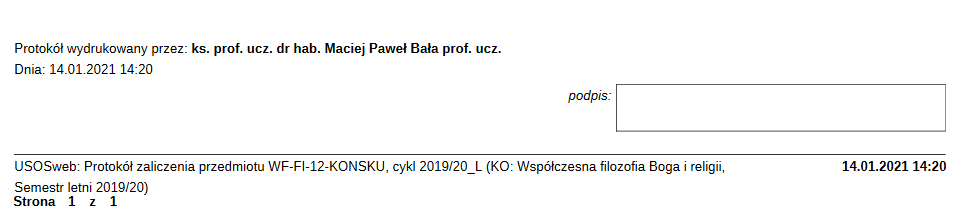 Protokół wydrukowany przez: ks. prof. ucz. dr hab. Maciej Paweł Bała prof. ucz.
Dnia: 14.01.2021 14:20
podpis:
USOSweb: Protokół zaliczenia przedmiotu WF-FI-12-KONSKU, cykl 2019/20_L (KO: Współczesna filozofia Boga i religii, 14.01.2021 14:20
Semestr letni 2019/20)
Strona 1 z 1